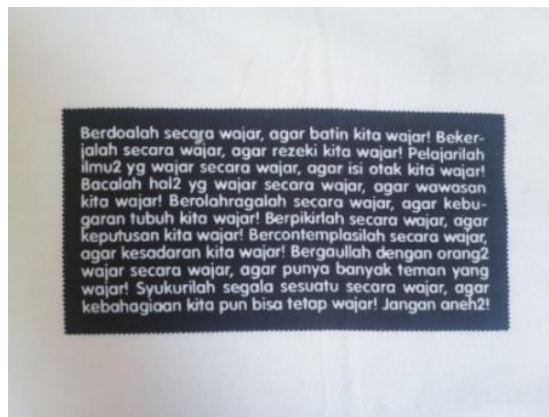 Berdoalah secara wajar, agar batin kita wajar! Beker-
jalah secara wajar, agar rezeki kita wajar! Pelajarilah
ilmu2 yg wajar secara wajar, agar isi otak kita wajar!
Bacalah hal2 yg wajar secara wajar, agar wawasan
kita wajar! Berolahragalah secara wajar, agar kebu-
garan tubuh kita wajar! Berpikirlah secara wajar, agar
keputusan kita wajar! Bercontemplasilah secara wajar,
agar kesadaran kita wajar! Bergaullah dengan orang2
wajar secara wajar, agar punya banyak teman yang
wajar! Syukurilah segala sesuatu secara wajar, agar
kebahagiaan kita pun bisa tetap wajar! Jangan aneh2!